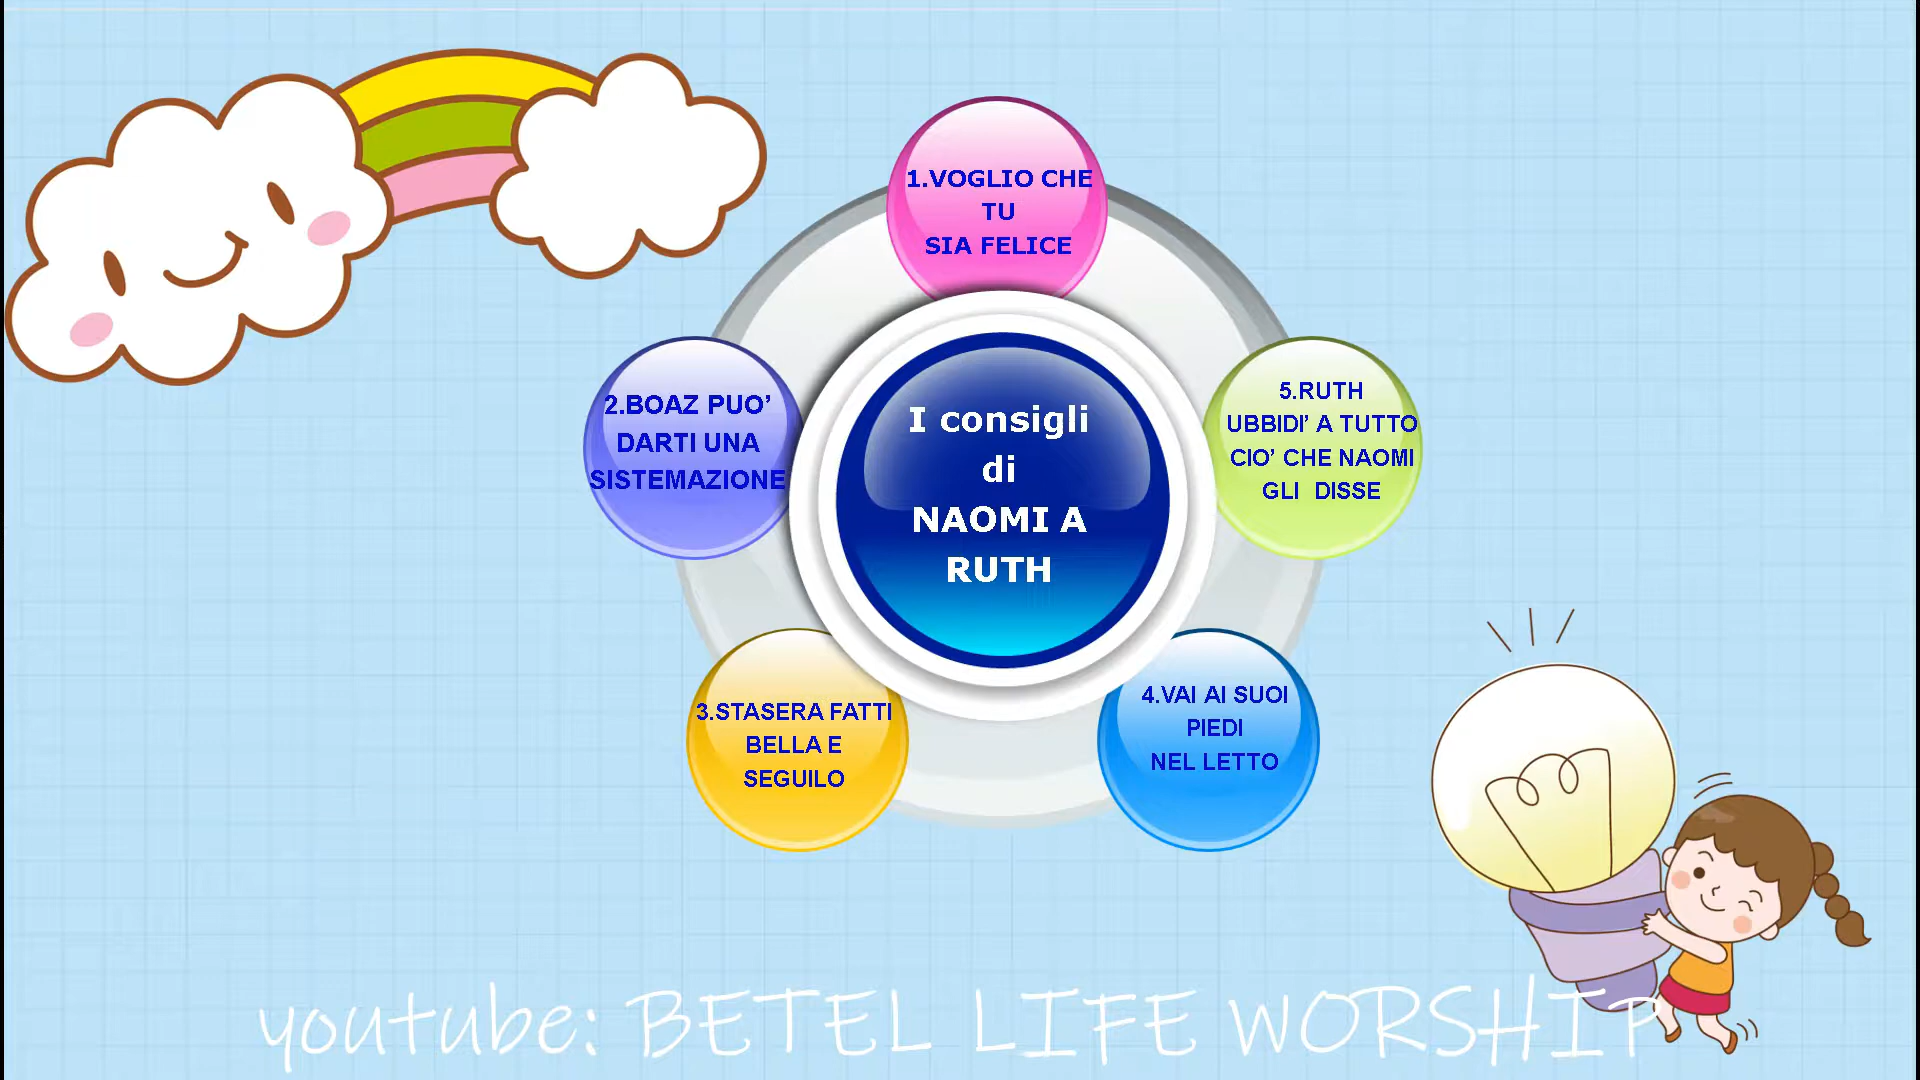 I consigli
di
NAOMI A
RUTH
1.VOGLIO CHE
TU
SIA FELICE
2.BOAZ PUO’
DARTI UNA
SISTEMAZIONE
3.STASERA FATTI
BELLA E
SEGUILO
4.VAI AI SUOI
PIEDI
NEL LETTO
5.RUTH
UBBIDI’ A TUTTO
CIO’ CHE NAOMI
GLI DISSE
youtube: BETEL LIFE WORSHIP